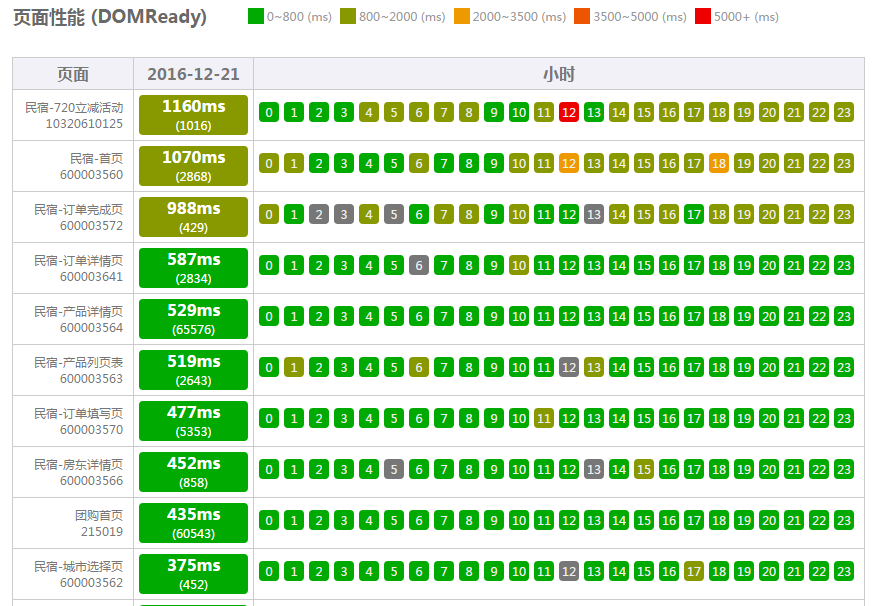 页面性能 (DOMReady)
0~800 (ms) 800~2000 (ms) 2000~3500 (ms) 3500~5000 (ms) 5000+ (ms)
页面 2016-12-21 小时
民宿-720立减活动
10320610125
1160ms
(1016)
0 1 2 3 4 5 6 7 8 9 10 11 12 13 14 15 16 17 18 19 20 21 22 23
民宿-首页
600003560
1070ms
(2868)
0 1 2 3 4 5 6 7 8 9 10 11 12 13 14 15 16 17 18 19 20 21 22 23
民宿-订单完成页
600003572
988ms
(429)
0 1 2 3 4 5 6 7 8 9 10 11 12 13 14 15 16 17 18 19 20 21 22 23
民宿-订单详情页
600003641
587ms
(2834)
0 1 2 3 4 5 6 7 8 9 10 11 12 13 14 15 16 17 18 19 20 21 22 23
民宿-产品详情页
600003564
529ms
(65576)
0 1 2 3 4 5 6 7 8 9 10 11 12 13 14 15 16 17 18 19 20 21 22 23
民宿-产品列页表
600003563
519ms
(2643)
0 1 2 3 4 5 6 7 8 9 10 11 12 13 14 15 16 17 18 19 20 21 22 23
民宿-订单填写页
600003570
477ms
(5353)
0 1 2 3 4 5 6 7 8 9 10 11 12 13 14 15 16 17 18 19 20 21 22 23
民宿-房东详情页
600003566
452ms
(858)
0 1 2 3 4 5 6 7 8 9 10 11 12 13 14 15 16 17 18 19 20 21 22 23
团购首页
215019
435ms
(60543)
0 1 2 3 4 5 6 7 8 9 10 11 12 13 14 15 16 17 18 19 20 21 22 23
民宿-城市选择页
600003562
375ms
(452)
0 1 2 3 4 5 6 7 8 9 10 11 12 13 14 15 16 17 18 19 20 21 22 23